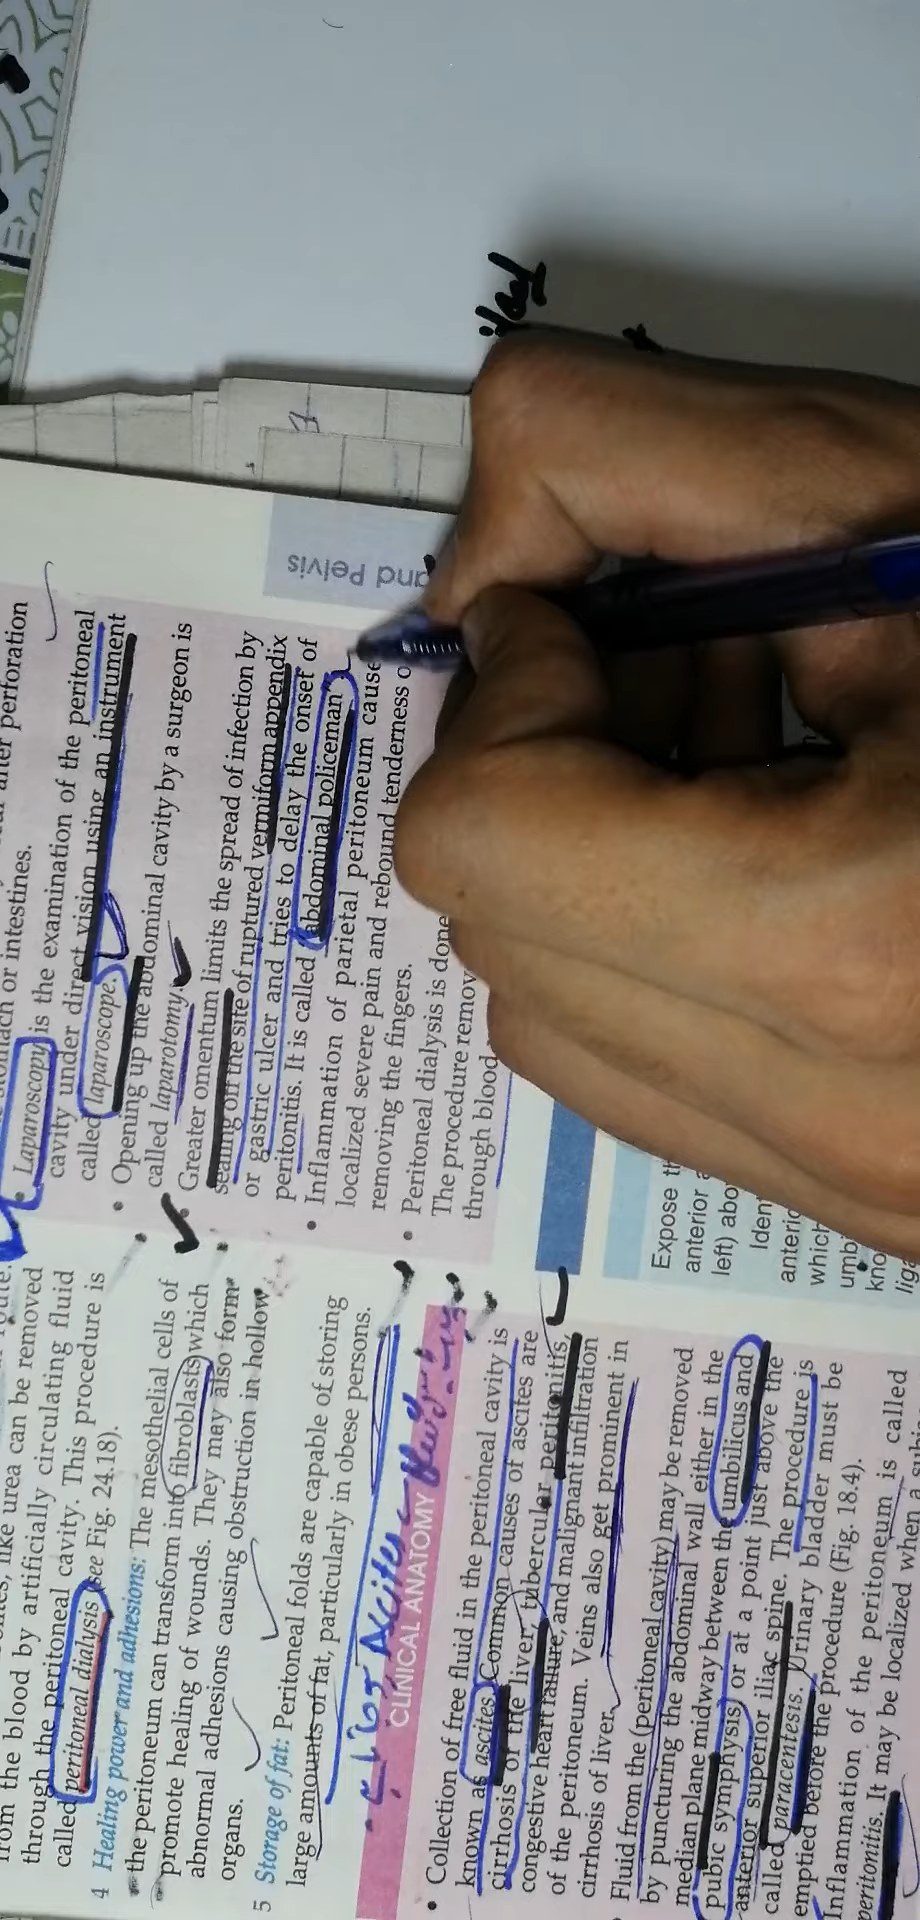 from the blood by artificially circulating fluid
through the peritoneal cavity. This procedure is
called peritoneal dialysis (see Fig. 24.18).
4 Healing power and adhesions: The mesothelial cells of
the peritoneum can transform into fibroblasts which
promote healing of wounds. They may also form
abnormal adhesions causing obstruction in hollow
organs.
5 Storage of fat: Peritoneal folds are capable of storing
large amounts of fat, particularly in obese persons.
CLINICAL ANATOMY
• Collection of free fluid in the peritoneal cavity is
known as ascites. Common causes of ascites are
cirrhosis of the liver, tubercular peritonitis,
congestive heart failure, and malignant infiltration
of the peritoneum. Veins also get prominent in
cirrhosis of liver.
Fluid from the (peritoneal cavity) may be removed
by puncturing the abdominal wall either in the
median plane midway between the umbilicus and
pubic symphysis or at a point just above the
anterior superior iliac spine. The procedure is
called paracentesis. Urinary bladder must be
emptied before the procedure (Fig. 18.4).
Inflammation of the peritoneum is called
peritonitis. It may be localized when a
after perforation
or intestines.
• Laparoscopy is the examination of the peritoneal
cavity under direct vision using an instrument
called laparoscope.
• Opening up the abdominal cavity by a surgeon is
called laparotomy.
Greater omentum limits the spread of infection by
sealing off the site of ruptured vermiform appendix
or gastric ulcer and tries to delay the onset of
peritonitis. It is called abdominal policeman
• Inflammation of parietal peritoneum cause
localized severe pain and rebound tenderness o
removing the fingers.
• Peritoneal dialysis is done
The procedure remov
through blood
Expose th
anterior
left) abo
Iden
anterio
which
umbi
kno
liga
and Pelvis